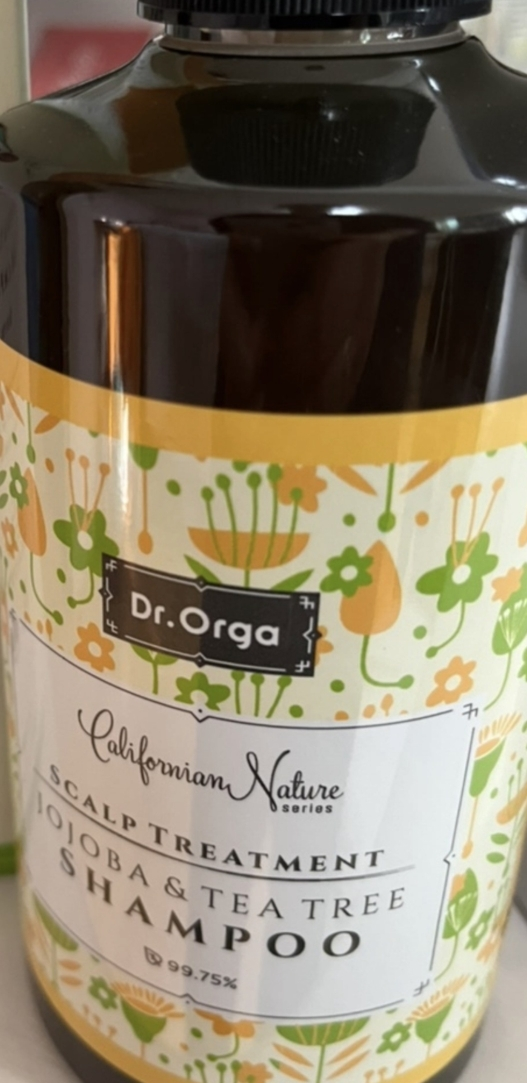 Dr.Orga
Californian Nature
series
SCALP TREATMENT
JOJOBA & TEA TREE
SHAMPOO
99.75%